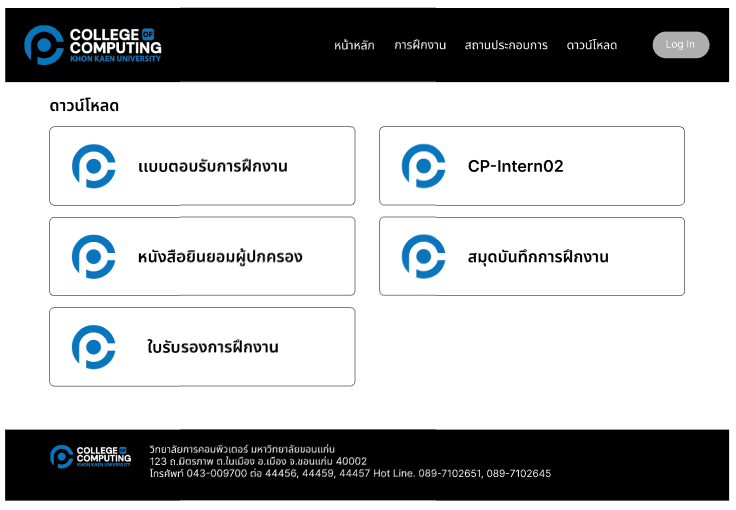 COLLEGE OF
COMPUTING
KHON KAEN UNIVERSITY
หน้าหลัก การฝึกงาน สถานประกอบการ ดาวน์โหลด Log In
ดาวน์โหลด
แบบตอบรับการฝึกงาน
CP-Intern02
หนังสือยินยอมผู้ปกครอง
สมุดบันทึกการฝึกงาน
ใบรับรองการฝึกงาน
COLLEGE OF
COMPUTING
KHON KAEN UNIVERSITY
วิทยาลัยการคอมพิวเตอร์ มหาวิทยาลัยขอนแก่น
123 ถ.มิตรภาพ ต.ในเมือง อ.เมือง จ.ขอนแก่น 40002
โทรศัพท์ 043-009700 ต่อ 44456, 44459, 44457 Hot Line. 089-7102651, 089-7102645